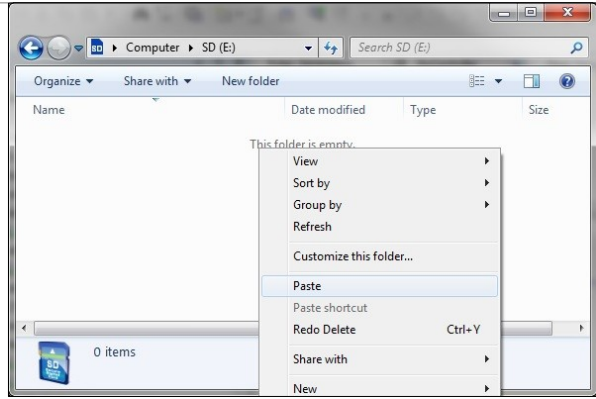 SD Computer SD (E:) Search SD (E:)
Organize Share with New folder
Name Date modified Type Size
This folder is empty.
View
Sort by
Group by
Refresh
Customize this folder...
Paste
Paste shortcut
Redo Delete Ctrl+Y
Share with
New
0 items
SD